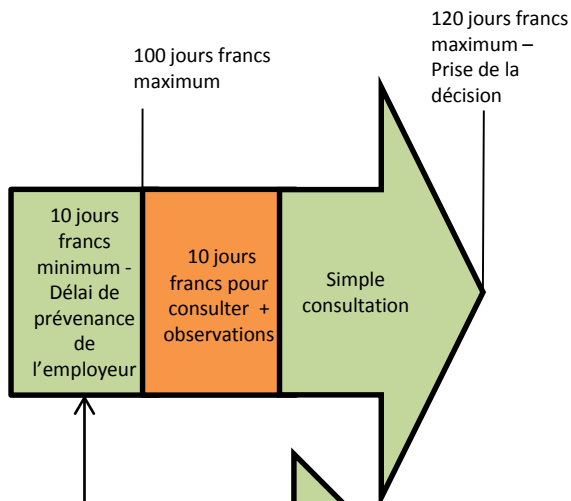 120 jours francs
maximum –
Prise de la
décision
100 jours francs
maximum
10 jours
francs
minimum -
Délai de
prévenance
de
l’employeur
10 jours
francs pour
consulter +
observations
Simple
consultation